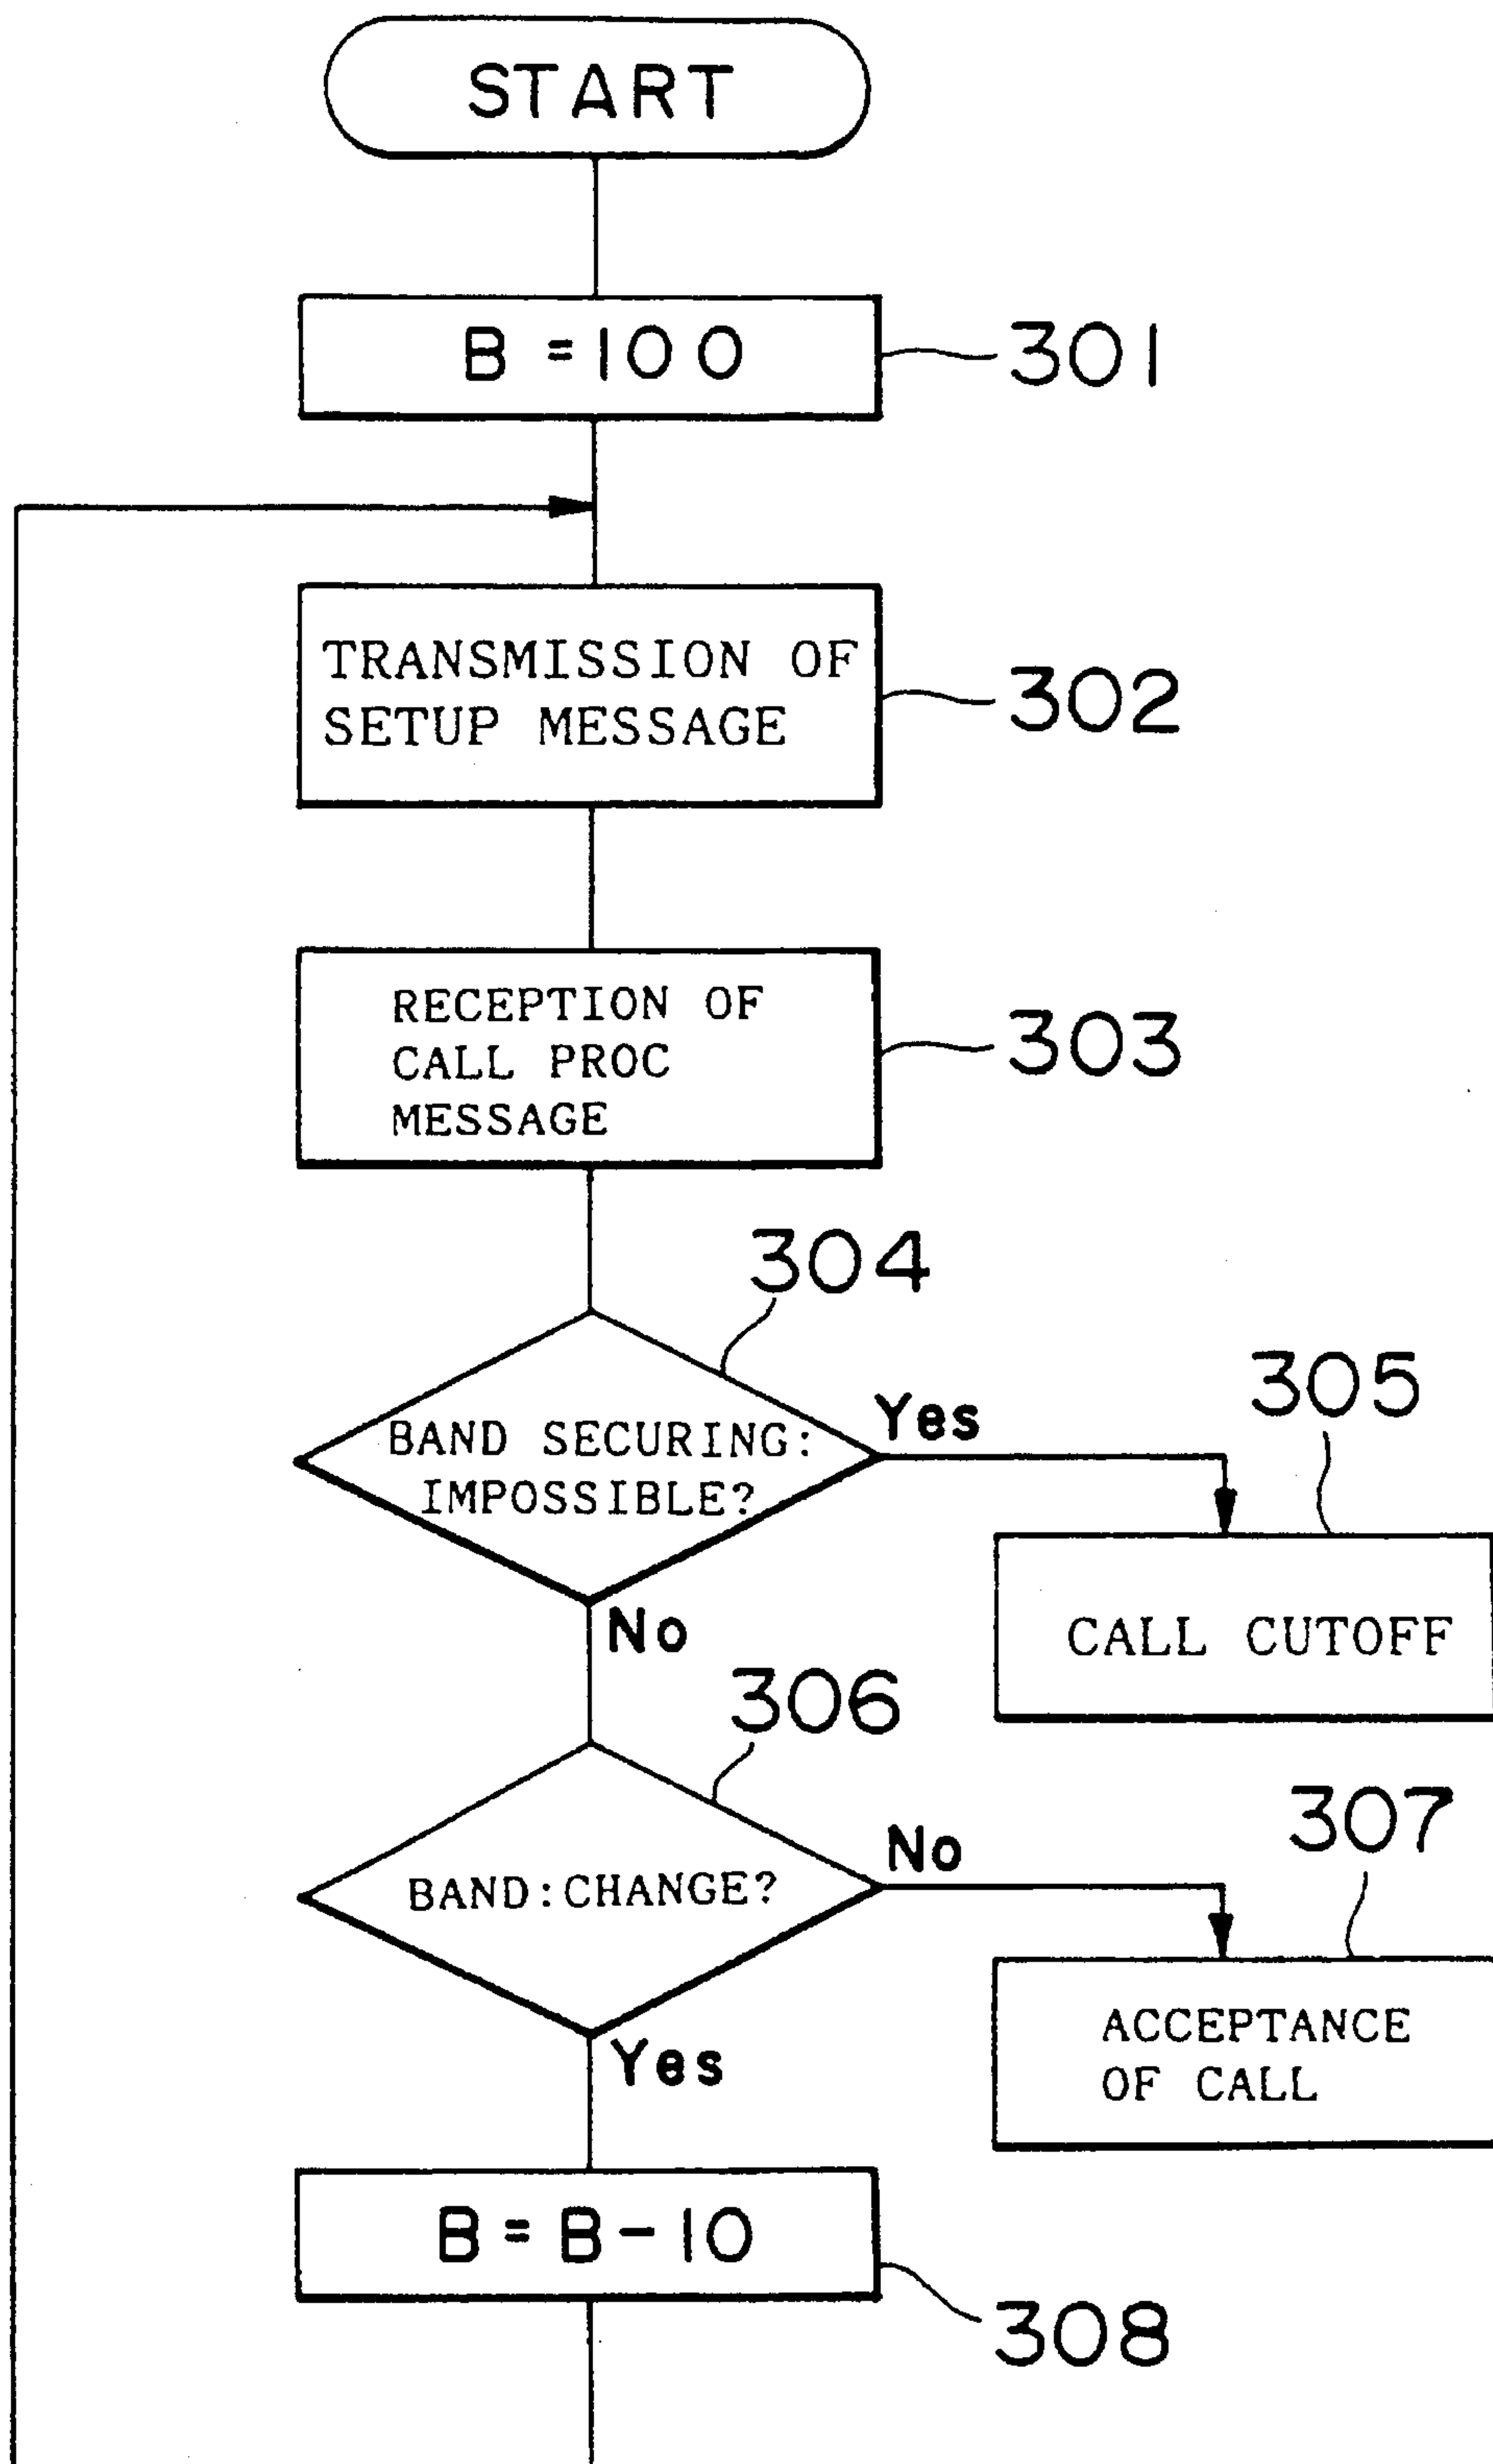 START
B = 100
301
TRANSMISSION OF
SETUP MESSAGE
302
RECEPTION OF
CALL PROC
MESSAGE
303
304
BAND SECURING:
IMPOSSIBLE?
Yes
305
CALL CUTOFF
No
306
BAND:CHANGE?
No
307
ACCEPTANCE
OF CALL
Yes
B = B - 10
308